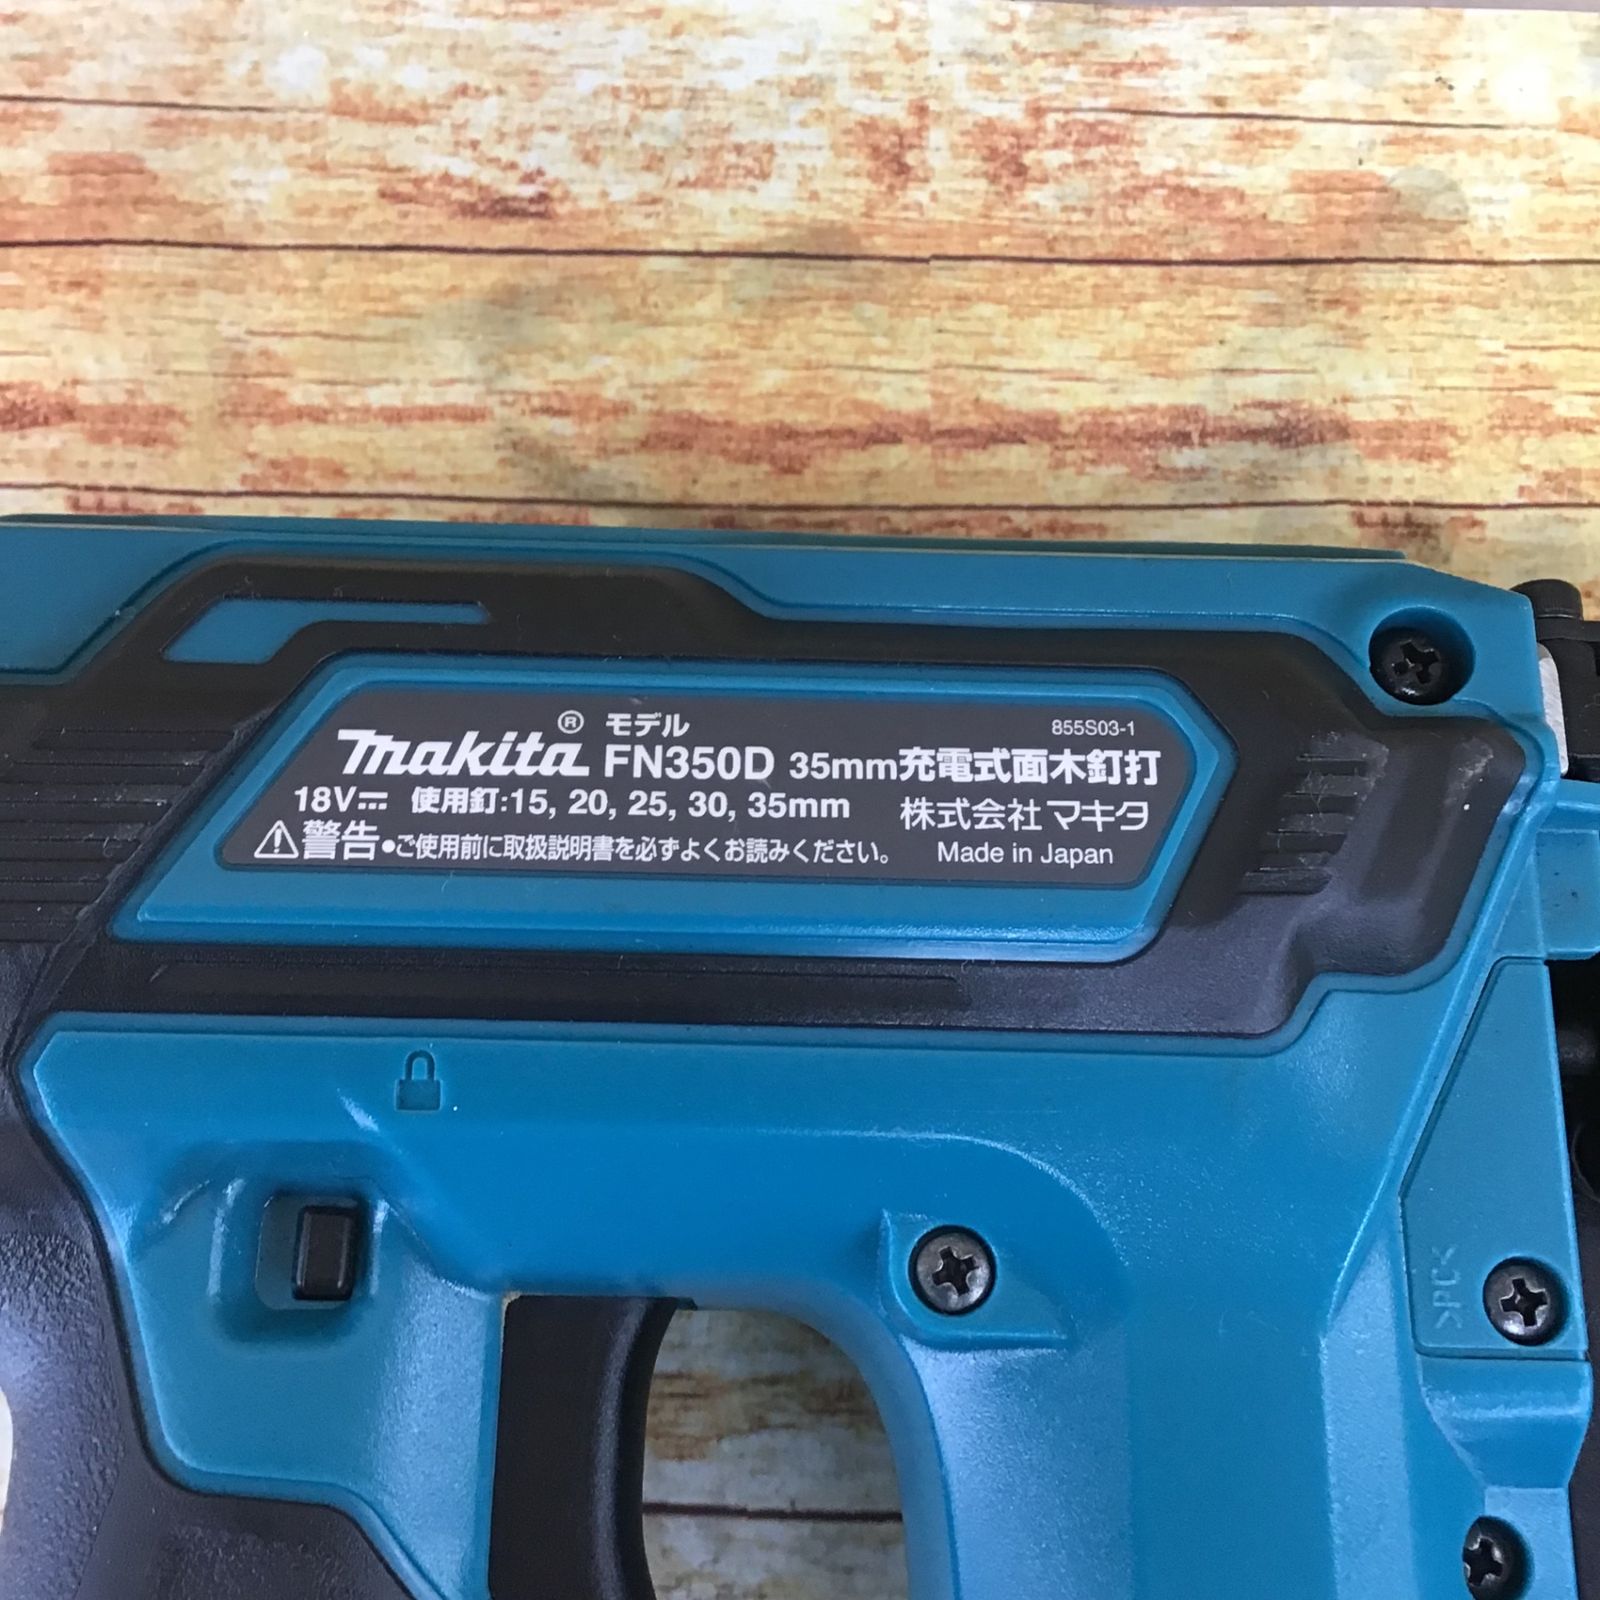 makita® モデル FN350D 35mm充電式面木釘打 855S03-1
18V⎓ 使用釘:15, 20, 25, 30, 35mm 株式会社マキタ
⚠警告●ご使用前に取扱説明書を必ずよくお読みください。 Made in Japan
>PC<